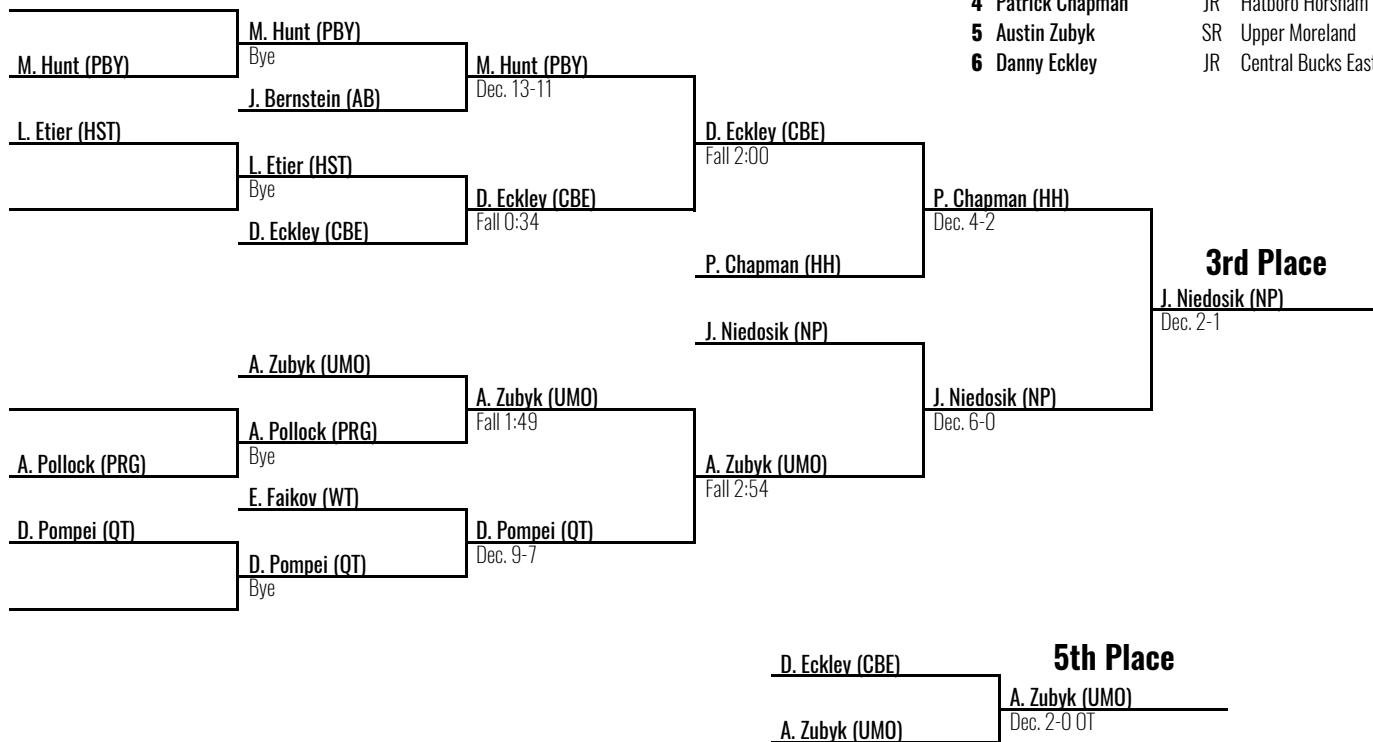 4 Patrick Chapman JR Hatboro Horsham
5 Austin Zubyk SR Upper Moreland
6 Danny Eckley JR Central Bucks East
M. Hunt (PBY)
Bye
M. Hunt (PBY)
M. Hunt (PBY)
Dec. 13-11
J. Bernstein (AB)
L. Etier (HST)
D. Eckley (CBE)
Fall 2:00
L. Etier (HST)
Bye
D. Eckley (CBE)
Fall 0:34
P. Chapman (HH)
Dec. 4-2
D. Eckley (CBE)
P. Chapman (HH)
3rd Place
J. Niedosik (NP)
Dec. 2-1
J. Niedosik (NP)
A. Zubyk (UMO)
A. Zubyk (UMO)
Fall 1:49
J. Niedosik (NP)
Dec. 6-0
A. Pollock (PRG)
Bye
A. Pollock (PRG)
A. Zubyk (UMO)
Fall 2:54
E. Faikov (WT)
D. Pompei (QT)
D. Pompei (QT)
Dec. 9-7
D. Pompei (QT)
Bye
5th Place
D. Eckley (CBE)
A. Zubyk (UMO)
Dec. 2-0 OT
A. Zubyk (UMO)